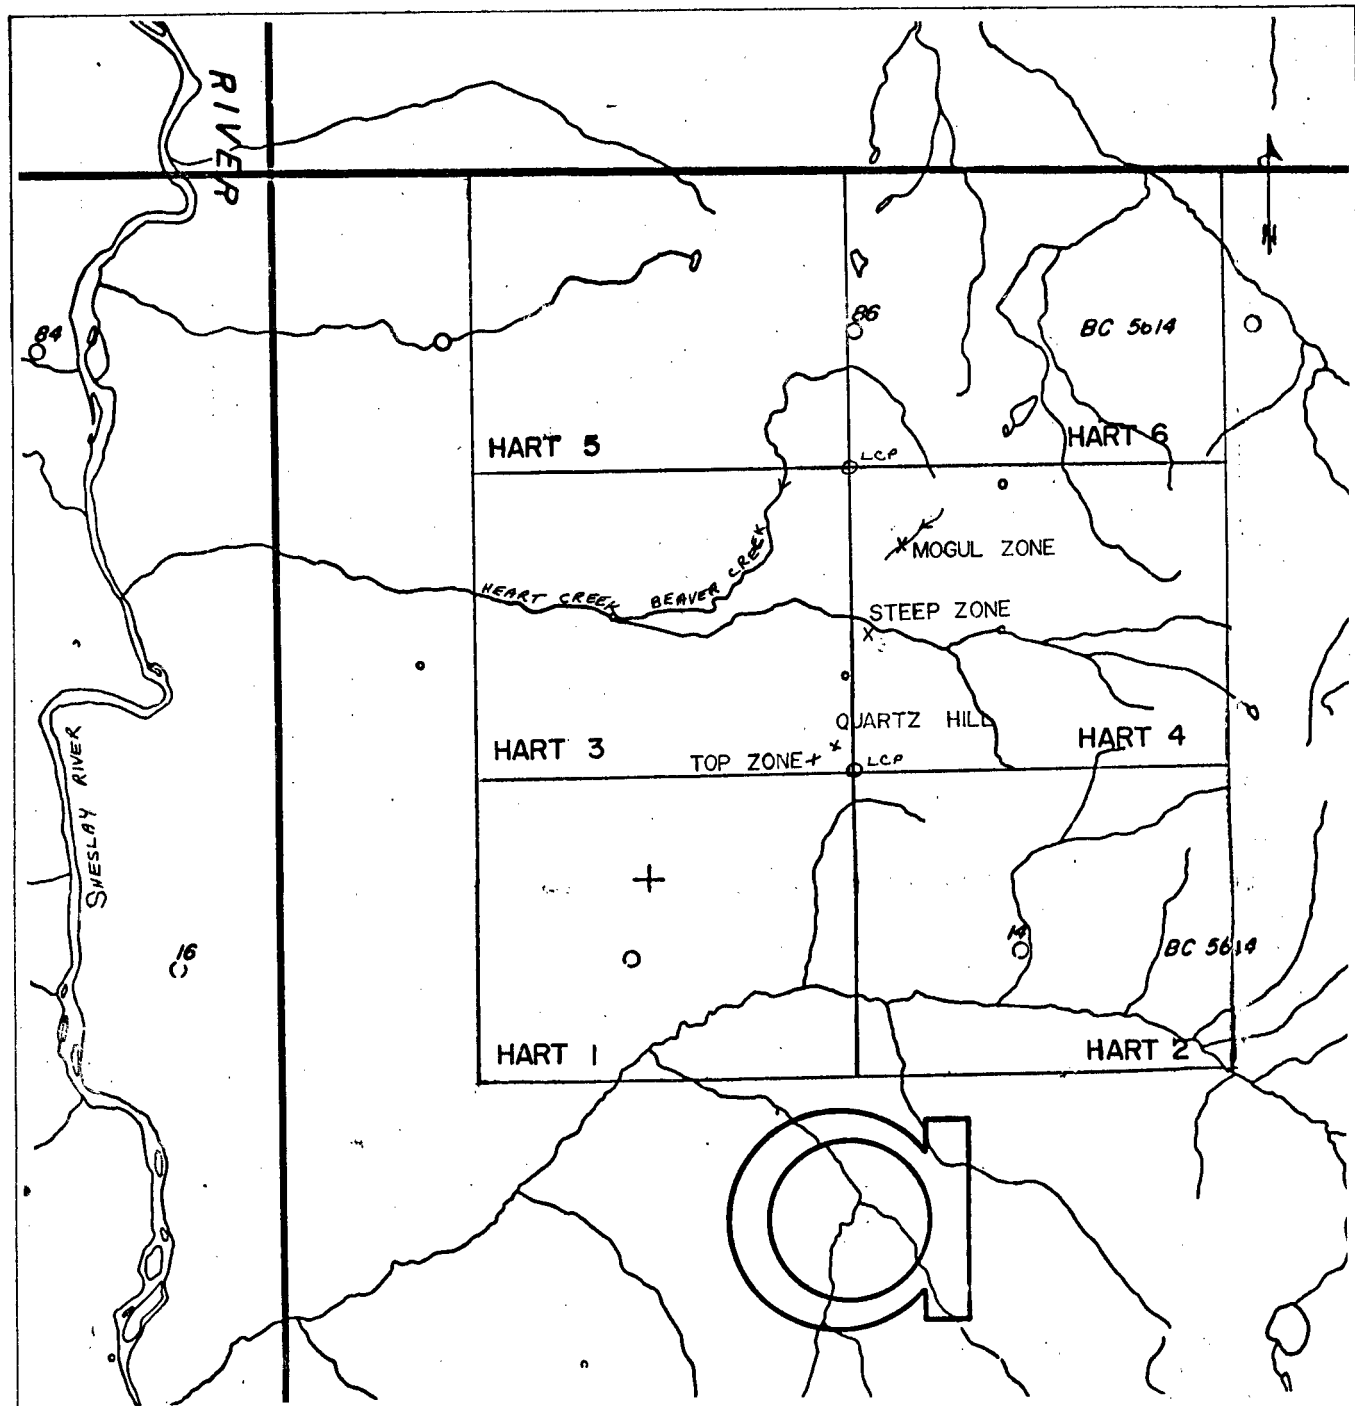 RIVER
N
84
86
BC 5614
HART 5
HART 6
LCP
MOGUL ZONE
HEART CREEK
BEAVER CREEK
STEEP ZONE
QUARTZ HILL
HART 3
HART 4
TOP ZONE
LCP
SHESLAY RIVER
16
14
BC 5614
HART 1
HART 2